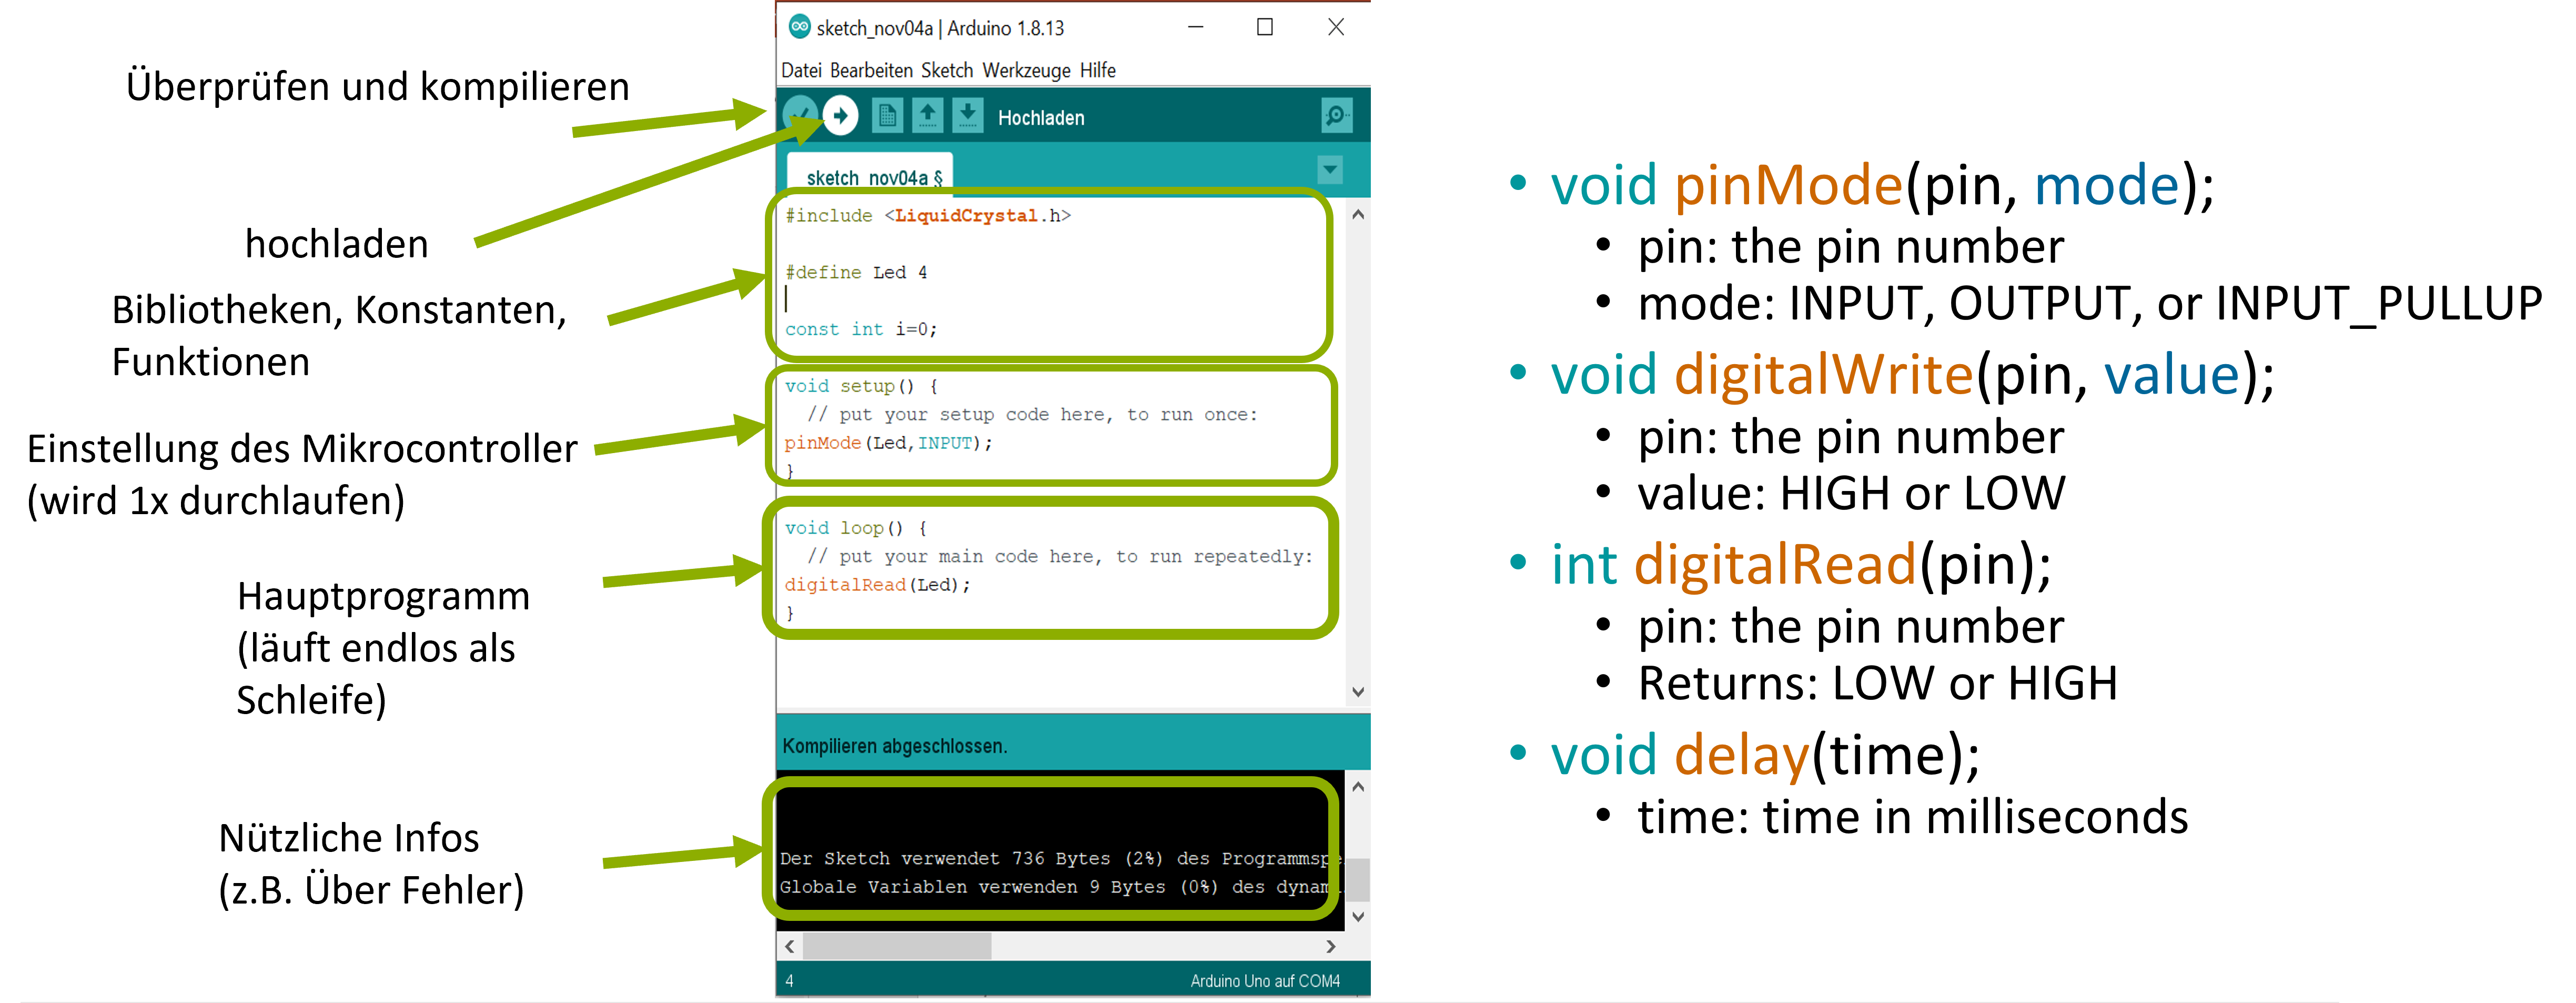 Überprüfen und kompilieren
hochladen
Bibliotheken, Konstanten,
Funktionen
Einstellung des Mikrocontroller
(wird 1x durchlaufen)
Hauptprogramm
(läuft endlos als
Schleife)
Nützliche Infos
(z.B. Über Fehler)
sketch_nov04a | Arduino 1.8.13
Datei Bearbeiten Sketch Werkzeuge Hilfe
Hochladen
sketch_nov04a §
#include <LiquidCrystal.h>
#define Led 4
const int i=0;
void setup() {
// put your setup code here, to run once:
pinMode(Led,INPUT);
}
void loop() {
// put your main code here, to run repeatedly:
digitalRead(Led);
}
Kompilieren abgeschlossen.
Der Sketch verwendet 736 Bytes (2%) des Programmspe
Globale Variablen verwenden 9 Bytes (0%) des dynam
4
Arduino Uno auf COM4
• void pinMode(pin, mode);
• pin: the pin number
• mode: INPUT, OUTPUT, or INPUT_PULLUP
• void digitalWrite(pin, value);
• pin: the pin number
• value: HIGH or LOW
• int digitalRead(pin);
• pin: the pin number
• Returns: LOW or HIGH
• void delay(time);
• time: time in milliseconds